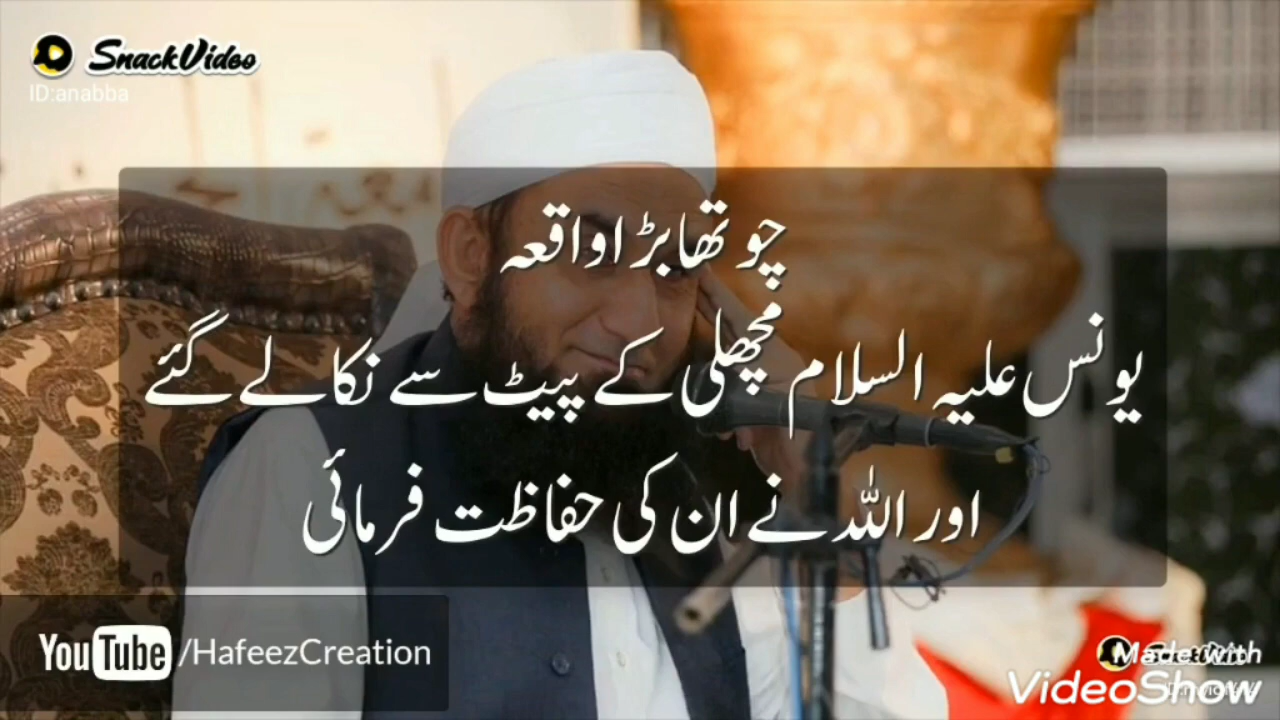 SnackVideo
ID:anabba
چوتھا بڑا واقعہ
یونس علیہ السلام مچھلی کے پیٹ سے نکالے گئے
اور اللہ نے ان کی حفاظت فرمائی
YouTube/HafeezCreation
Made with
VideoShow